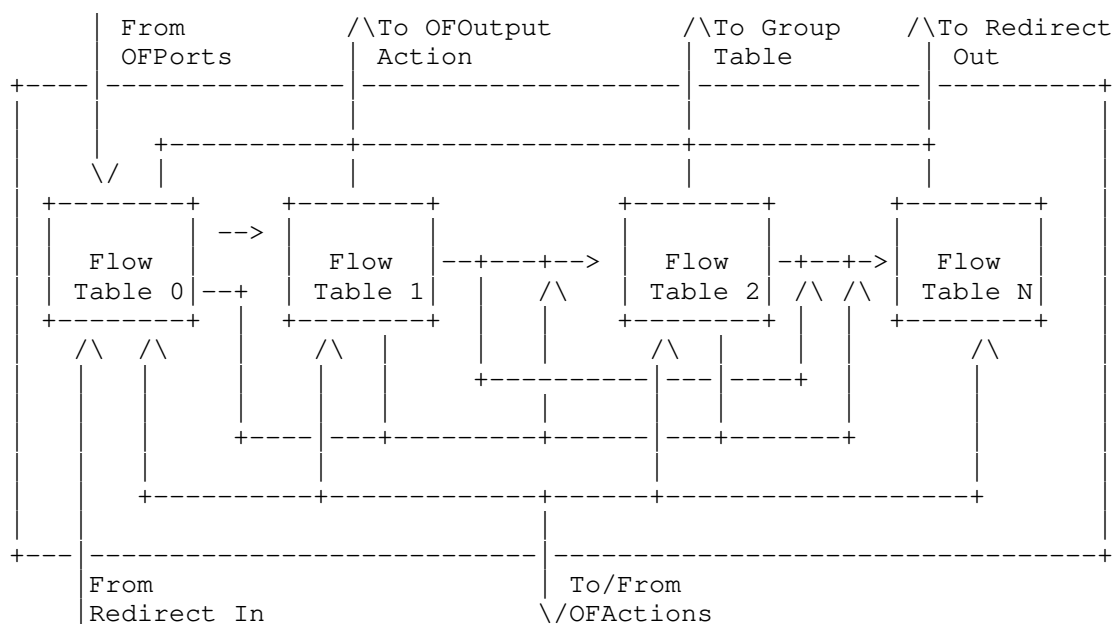 From To OFOutput To Group To Redirect
OFPorts Action Table Out
Flow Flow Flow Flow
Table 0 Table 1 Table 2 Table N
From To/From
Redirect In OFActions